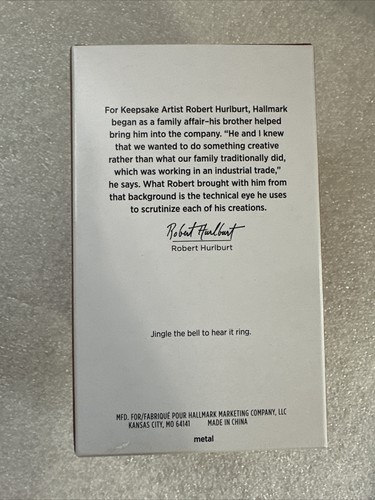 For Keepsake Artist Robert Hurlburt, Hallmark
began as a family affair–his brother helped
bring him into the company. "He and I knew
that we wanted to do something creative
rather than what our family traditionally did,
which was working in an industrial trade,"
he says. What Robert brought with him from
that background is the technical eye he uses
to scrutinize each of his creations.
Robert Hurlburt
Robert Hurlburt
Jingle the bell to hear it ring.
MFD. FOR/FABRIQUÉ POUR HALLMARK MARKETING COMPANY, LLC
KANSAS CITY, MO 64141 MADE IN CHINA
metal